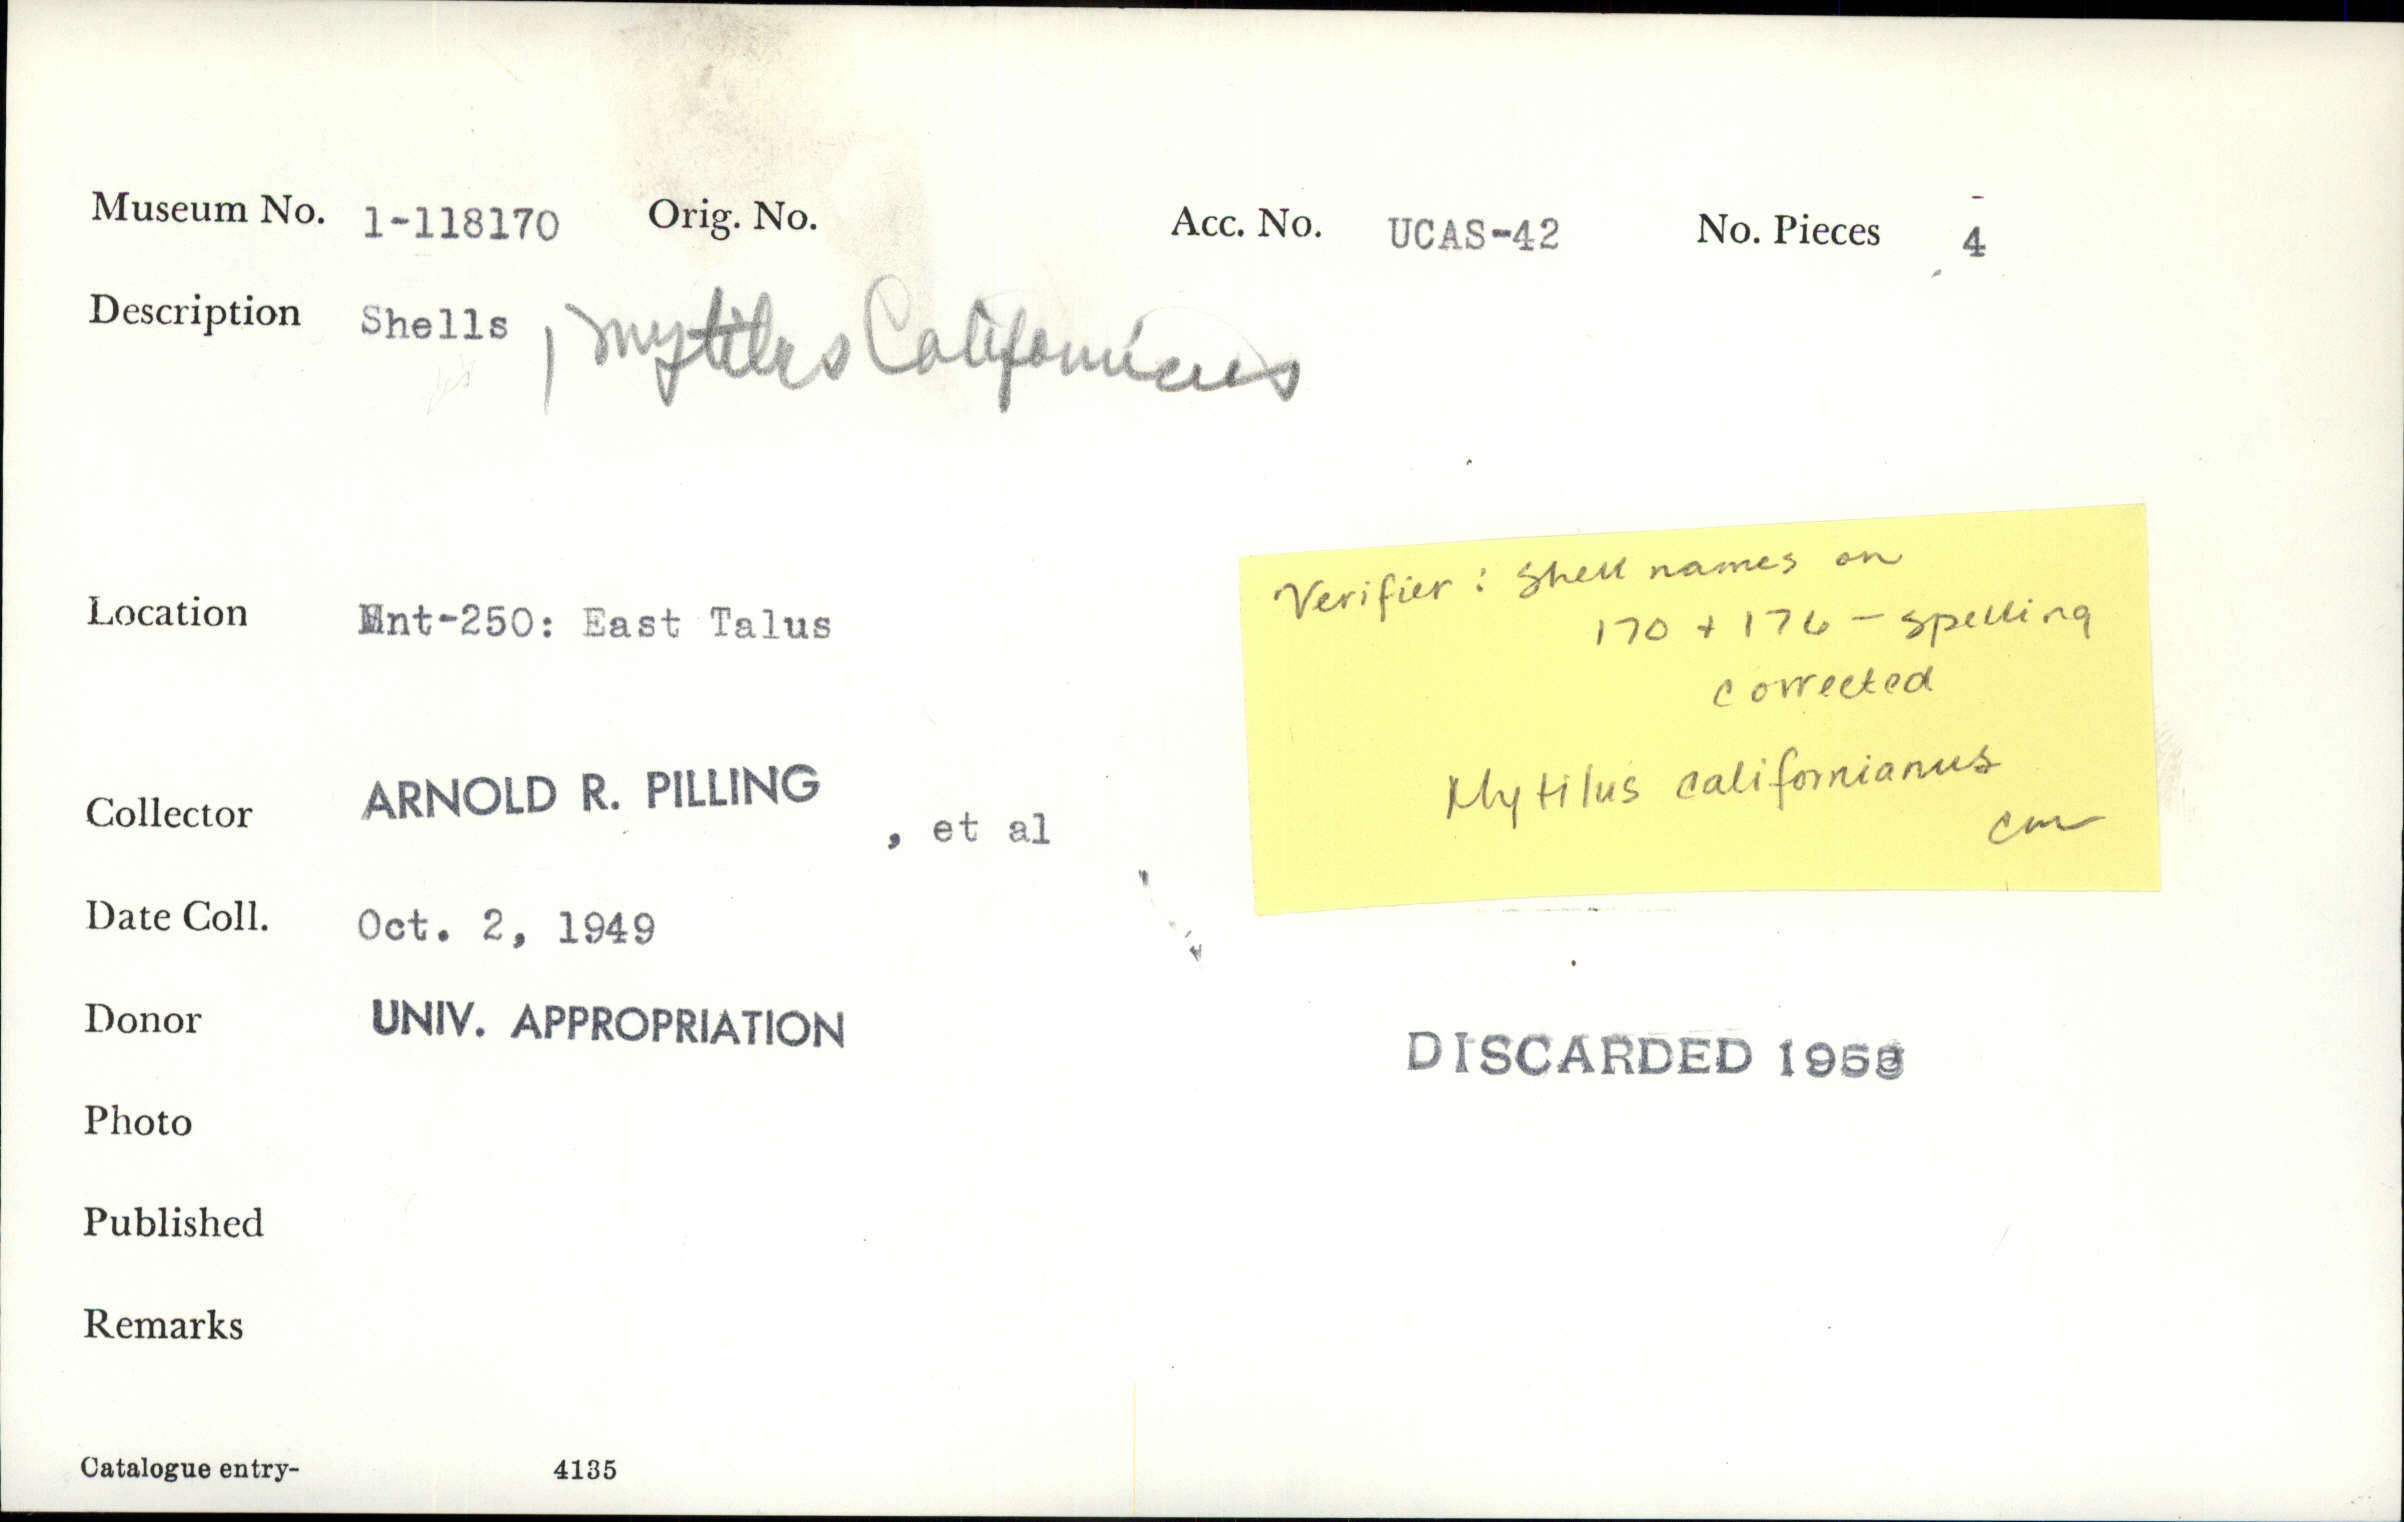 Museum No. 1-118170 Orig. No. Acc. No. UCAS-42 No. Pieces 4
Description Shells, Mytilus Californicus
Verifier: Shell names on
170 + 176 - spelling
corrected
Mytilus californianus
cm
Location Mnt-250: East Talus
Collector ARNOLD R. PILLING, et al
Date Coll. Oct. 2, 1949
Donor UNIV. APPROPRIATION
DISCARDED
Photo
Published
Remarks
Catalogue entry- 4135